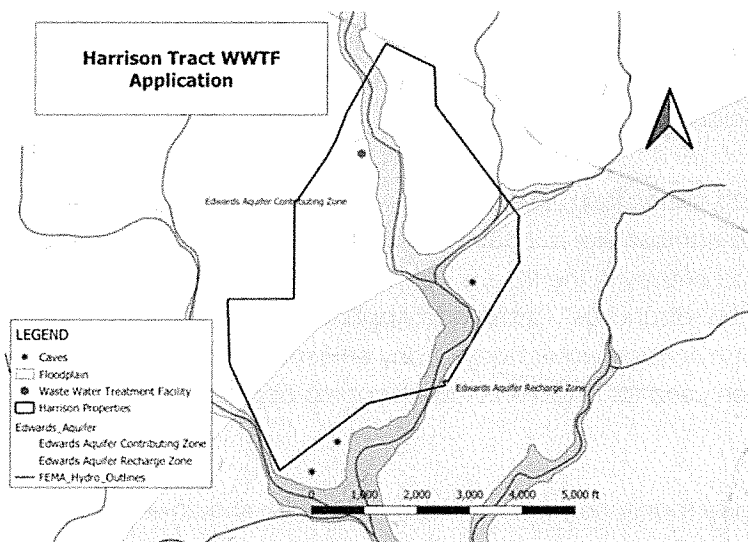 Harrison Tract WWTF
Application
Edwards Aquifer Contributing Zone
LEGEND
Caves
Floodplain
Waste Water Treatment Facility
Harrison Properties
Edwards_Aquifer
Edwards Aquifer Contributing Zone
Edwards Aquifer Recharge Zone
FEMA_Hydro_Outlines
Edwards Aquifer Recharge Zone
0 1,000 2,000 3,000 4,000 5,000 ft